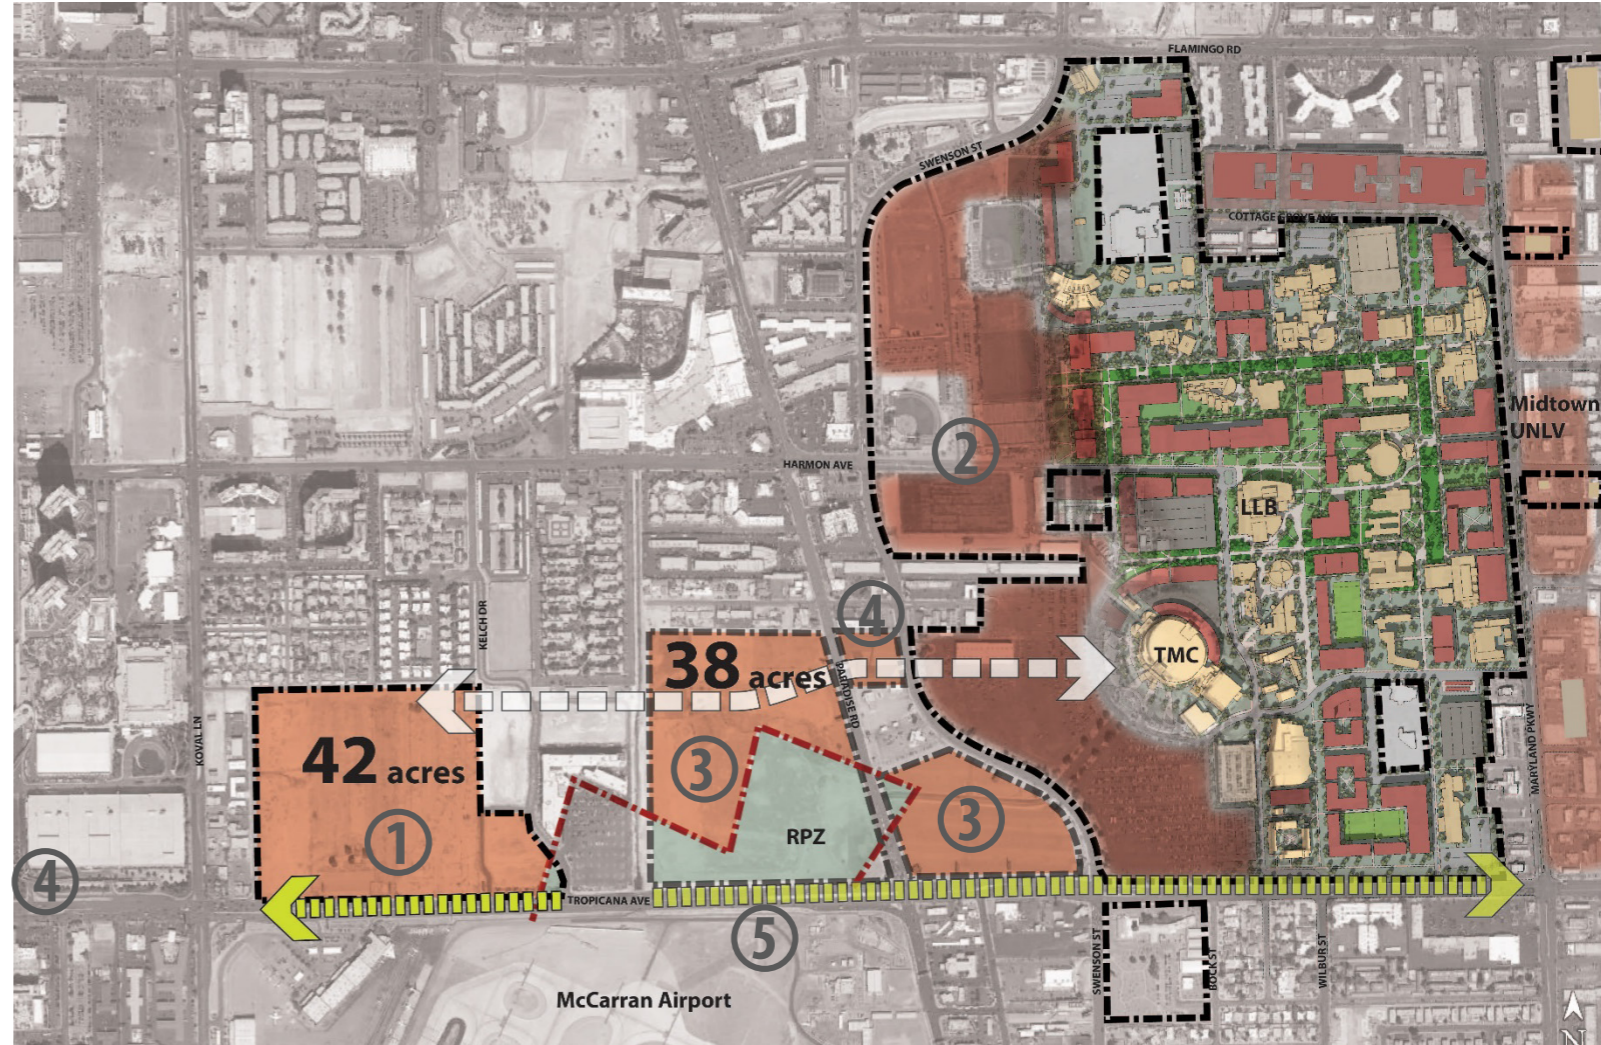 FLAMINGO RD
SWENSON ST
COTTAGE GROVE AVE
Midtown
UNLV
②
HARMON AVE
LLB
KELCH DR
④
38 acres
TMC
PARADISE RD
KOVAL LN
42 acres
③
MARYLAND PKWY
①
RPZ
③
④
TROPICANA AVE
⑤
SWENSON ST
BOCK ST
WILBUR ST
McCarran Airport
N